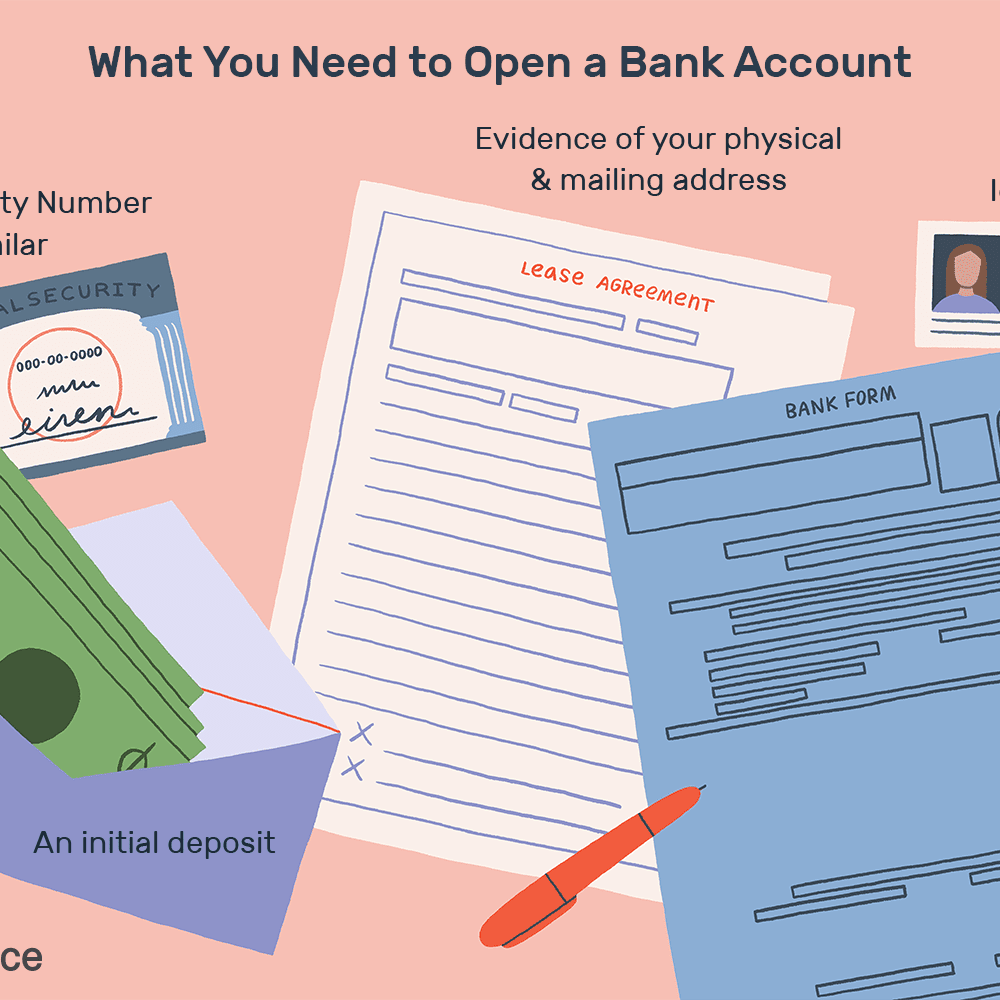 What You Need to Open a Bank Account
Evidence of your physical
& mailing address
ty Number
ilar
ALSECURITY
000-00-0000
LEASE AGREEMENT
BANK FORM
An initial deposit
ce